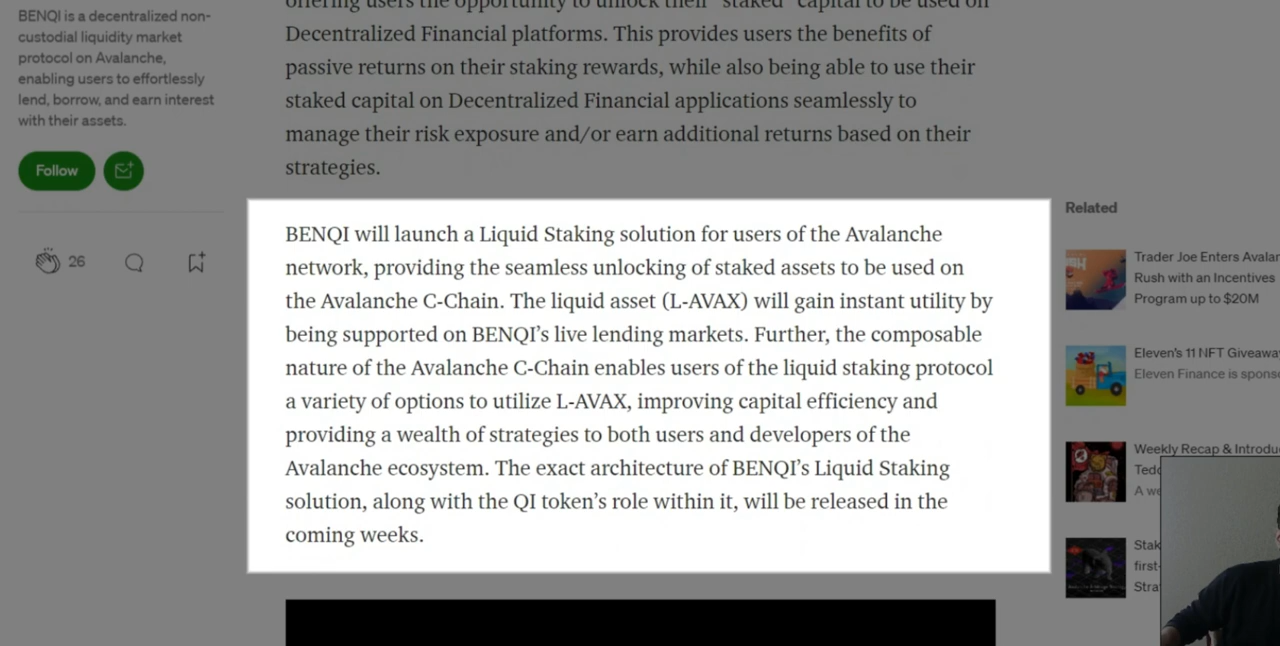 BENQI is a decentralized non-
custodial liquidity market
protocol on Avalanche,
enabling users to effortlessly
lend, borrow, and earn interest
with their assets.
Follow
26
offering users the opportunity to unlock their "staked" capital to be used on
Decentralized Financial platforms. This provides users the benefits of
passive returns on their staking rewards, while also being able to use their
staked capital on Decentralized Financial applications seamlessly to
manage their risk exposure and/or earn additional returns based on their
strategies.
BENQI will launch a Liquid Staking solution for users of the Avalanche
network, providing the seamless unlocking of staked assets to be used on
the Avalanche C-Chain. The liquid asset (L-AVAX) will gain instant utility by
being supported on BENQI’s live lending markets. Further, the composable
nature of the Avalanche C-Chain enables users of the liquid staking protocol
a variety of options to utilize L-AVAX, improving capital efficiency and
providing a wealth of strategies to both users and developers of the
Avalanche ecosystem. The exact architecture of BENQI’s Liquid Staking
solution, along with the QI token’s role within it, will be released in the
coming weeks.
Related
Trader Joe Enters Avalan
Rush with an Incentives
Program up to $20M
Eleven's 11 NFT Giveawa
Eleven Finance is spons
Weekly Recap & Introdu
Tedd
A we
Stak
first-
Stra